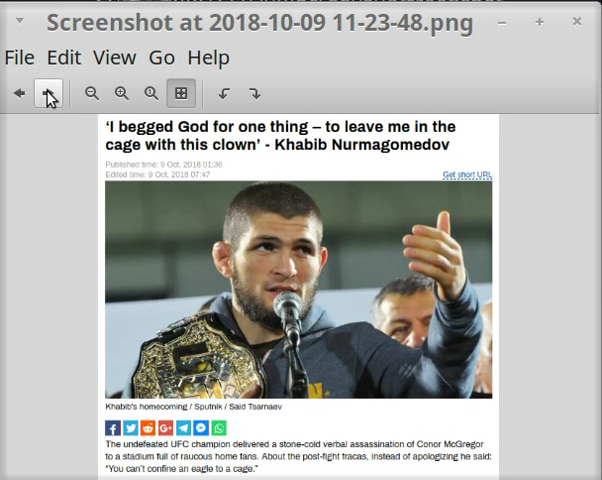 Screenshot at 2018-10-09 11-23-48.png
File Edit View Go Help
‘I begged God for one thing – to leave me in the
cage with this clown’ - Khabib Nurmagomedov
Published time: 9 Oct, 2018 01:36
Edited time: 9 Oct, 2018 07:47
Get short URL
Khabib's homecoming / Sputnik / Said Tsarnaev
The undefeated UFC champion delivered a stone-cold verbal assassination of Conor McGregor
to a stadium full of raucous home fans. About the post-fight fracas, instead of apologizing he said:
“You can’t confine an eagle to a cage.”